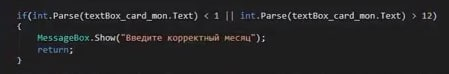 if(int.Parse(textBox_card_mon.Text) < 1 || int.Parse(textBox_card_mon.Text) > 12)
{
MessageBox.Show("Введите корректный месяц");
return;
}